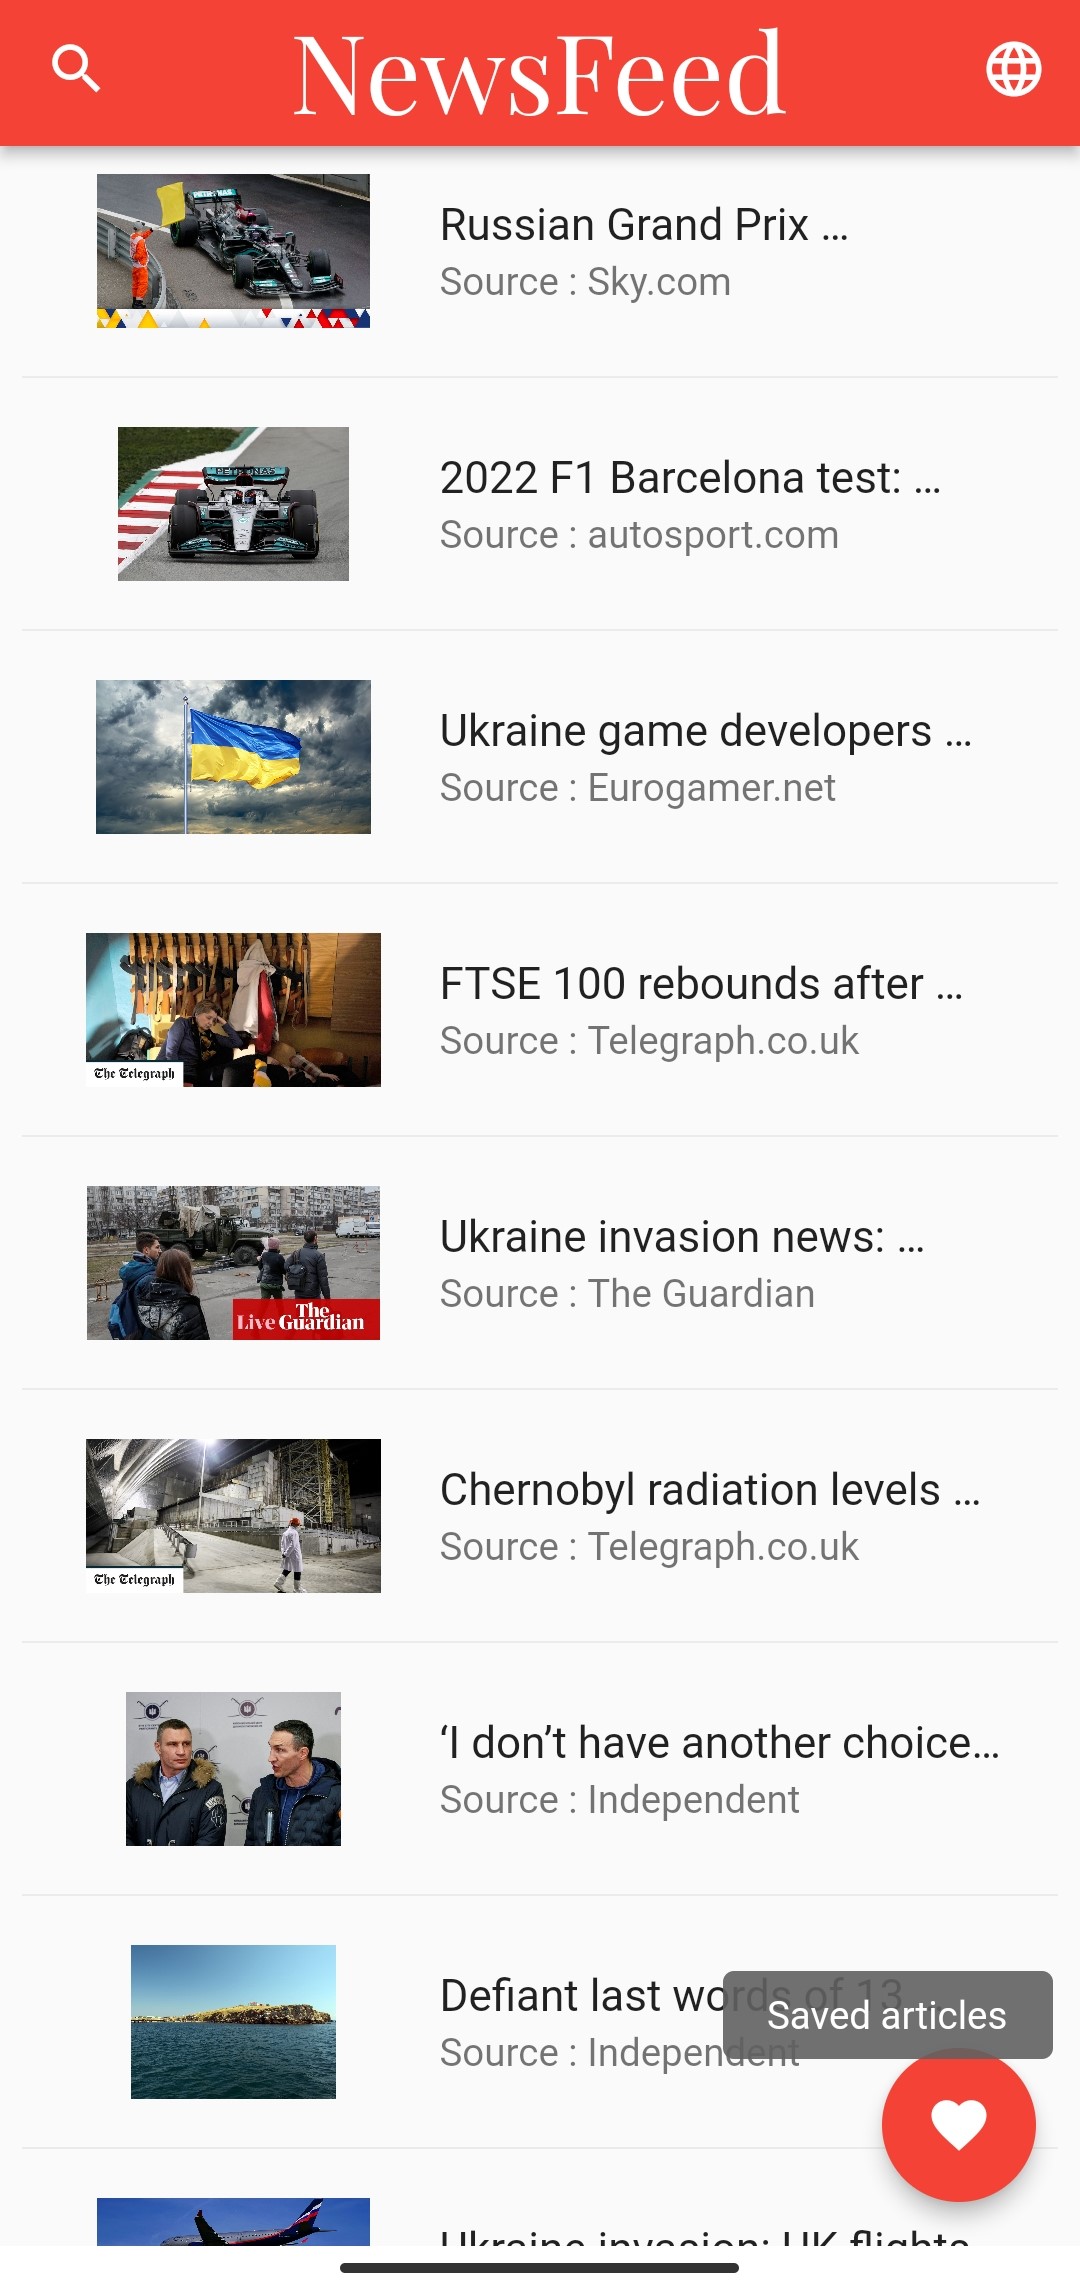 NewsFeed
PETRONAS
Russian Grand Prix ...
Source : Sky.com
PETRONAS
2022 F1 Barcelona test: ...
Source : autosport.com
Ukraine game developers ...
Source : Eurogamer.net
The Telegraph
FTSE 100 rebounds after ...
Source : Telegraph.co.uk
Live The Guardian
Ukraine invasion news: ...
Source : The Guardian
The Telegraph
Chernobyl radiation levels ...
Source : Telegraph.co.uk
‘I don’t have another choice...
Source : Independent
Defiant last words of 13
Source : Independent
Saved articles
Ukraine invasion: UK flights